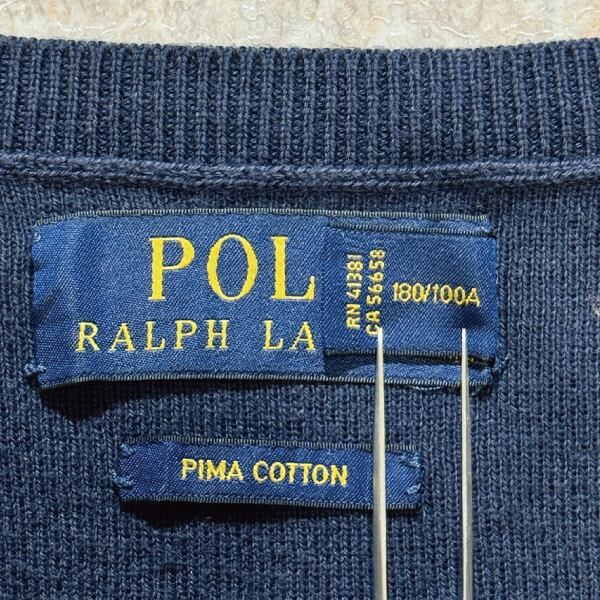 POL
RALPH LA
RN 41381
CA 56658
180/100A
PIMA COTTON